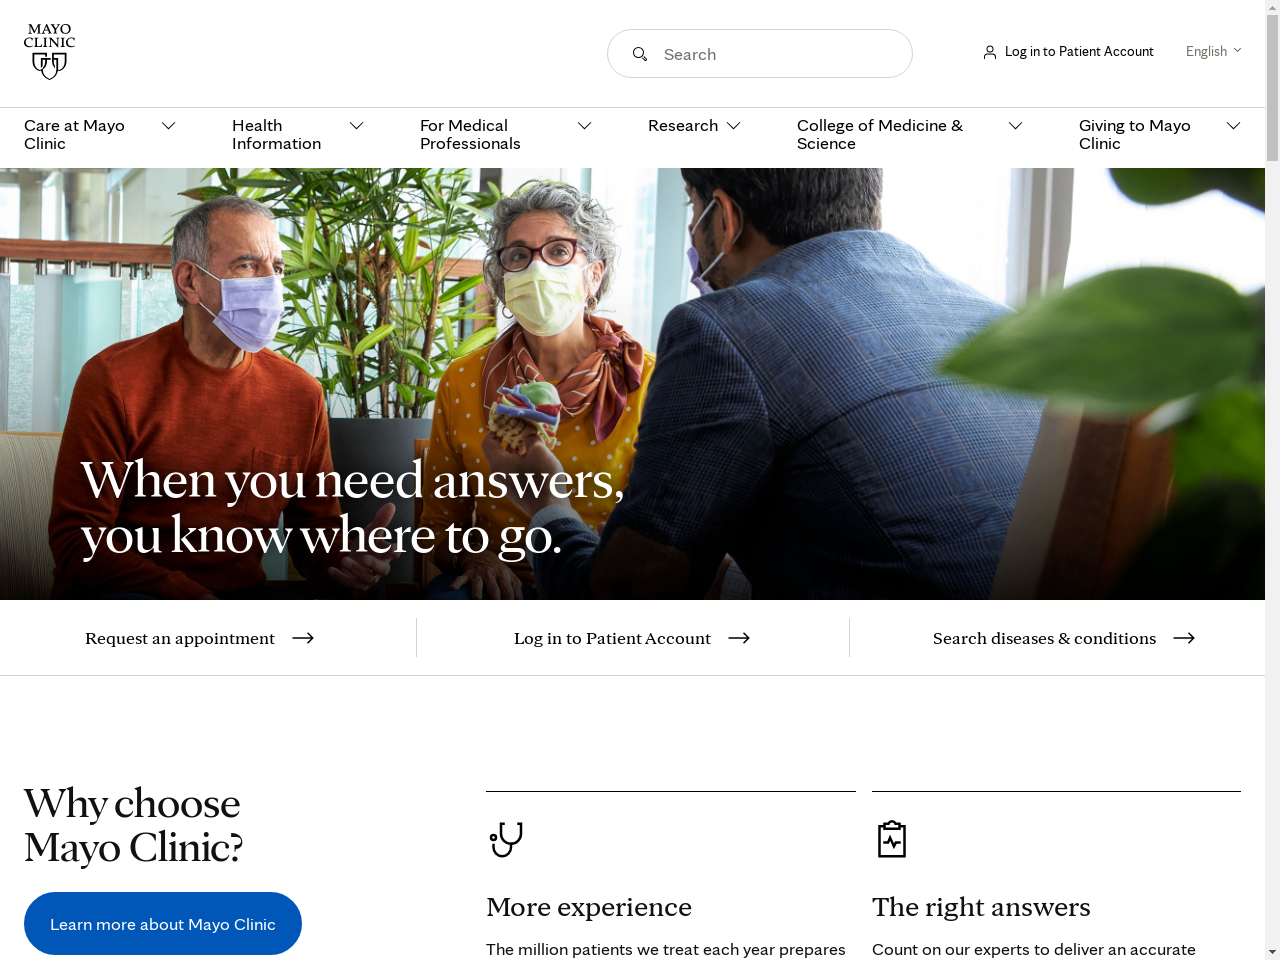 MAYO
CLINIC
Search
Log in to Patient Account
English
Care at Mayo
Clinic
Health
Information
For Medical
Professionals
Research
College of Medicine &
Science
Giving to Mayo
Clinic
When you need answers,
you know where to go.
Request an appointment
Log in to Patient Account
Search diseases & conditions
Why choose
Mayo Clinic?
Learn more about Mayo Clinic
More experience
The million patients we treat each year prepares
The right answers
Count on our experts to deliver an accurate